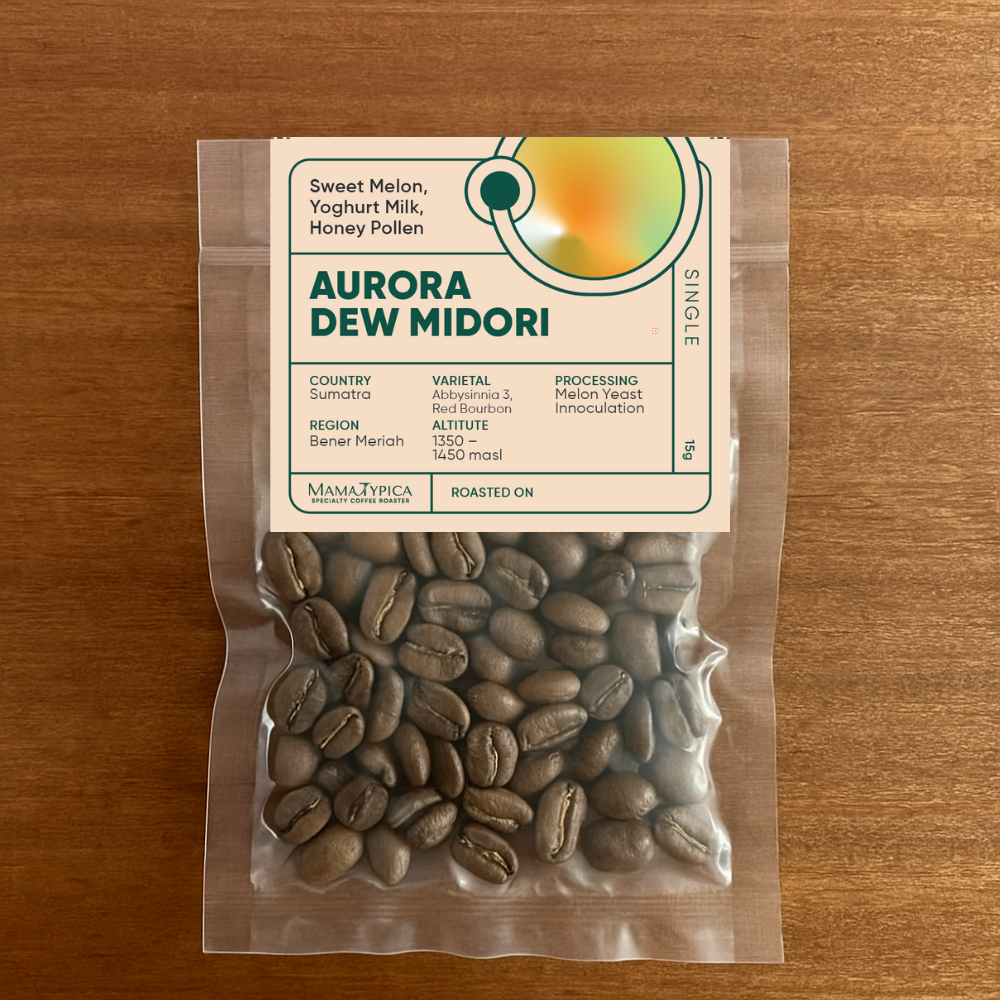 Sweet Melon,
Yoghurt Milk,
Honey Pollen
AURORA
DEW MIDORI
SINGLE
COUNTRY
Sumatra
VARIETAL
Abbysinnia 3,
Red Bourbon
PROCESSING
Melon Yeast
Innoculation
REGION
Bener Meriah
ALTITUTE
1350 –
1450 masl
15g
MAMATYPICA
SPECIALTY COFFEE ROASTER
ROASTED ON